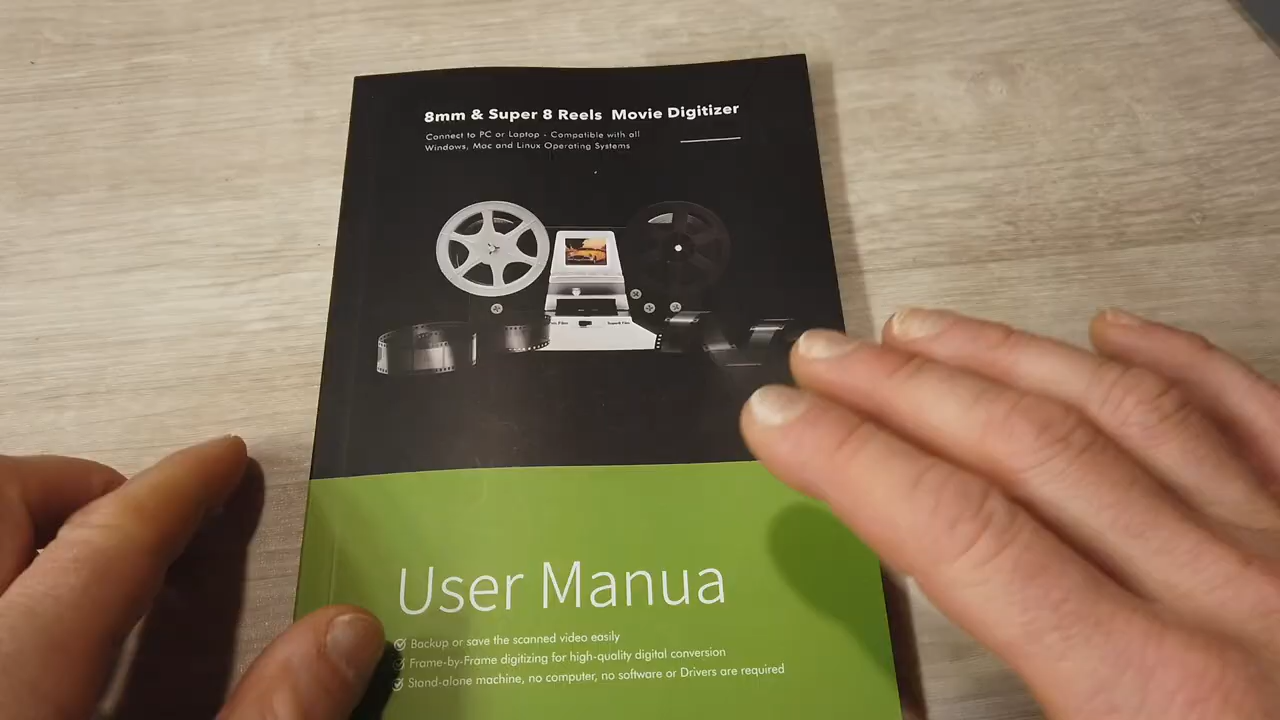 8mm & Super 8 Reels Movie Digitizer
Connect to PC or Laptop - Compatible with all
Windows, Mac and Linux Operating Systems
Super8 Film
User Manua
Backup or save the scanned video easily
Frame-by-Frame digitizing for high-quality digital conversion
Stand-alone machine, no computer, no software or Drivers are required